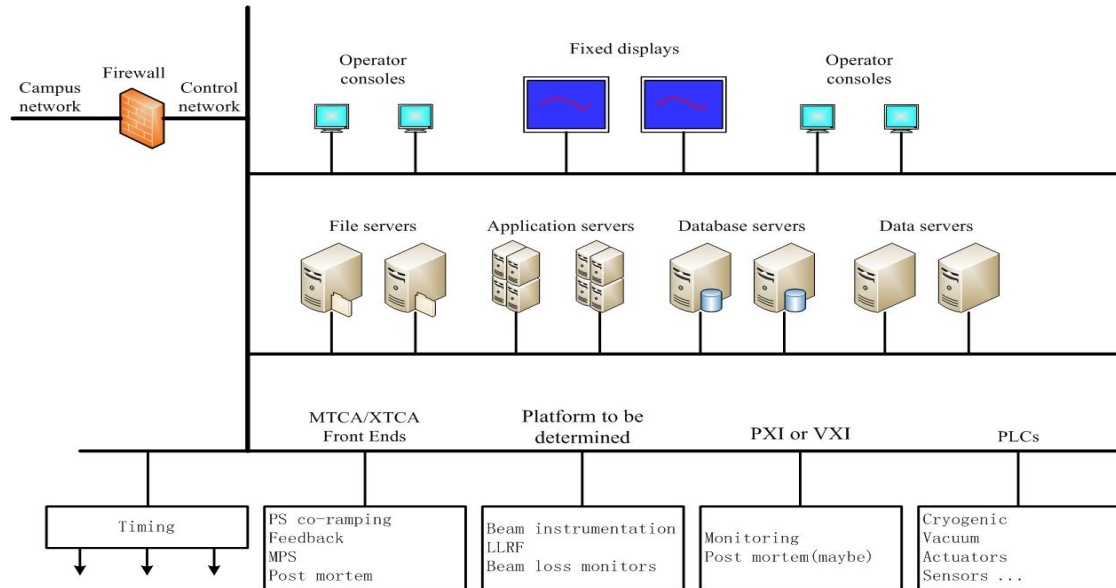 Campus
network
Firewall
Control
network
Operator
consoles
Fixed displays
Operator
consoles
File servers
Application servers
Database servers
Data servers
MTCA/XTCA
Front Ends
Platform to be
determined
PXI or VXI
PLCs
Timing
PS co-ramping
Feedback
MPS
Post mortem
Beam instrumentation
LLRF
Beam loss monitors
Monitoring
Post mortem(maybe)
Cryogenic
Vacuum
Actuators
Sensors ...